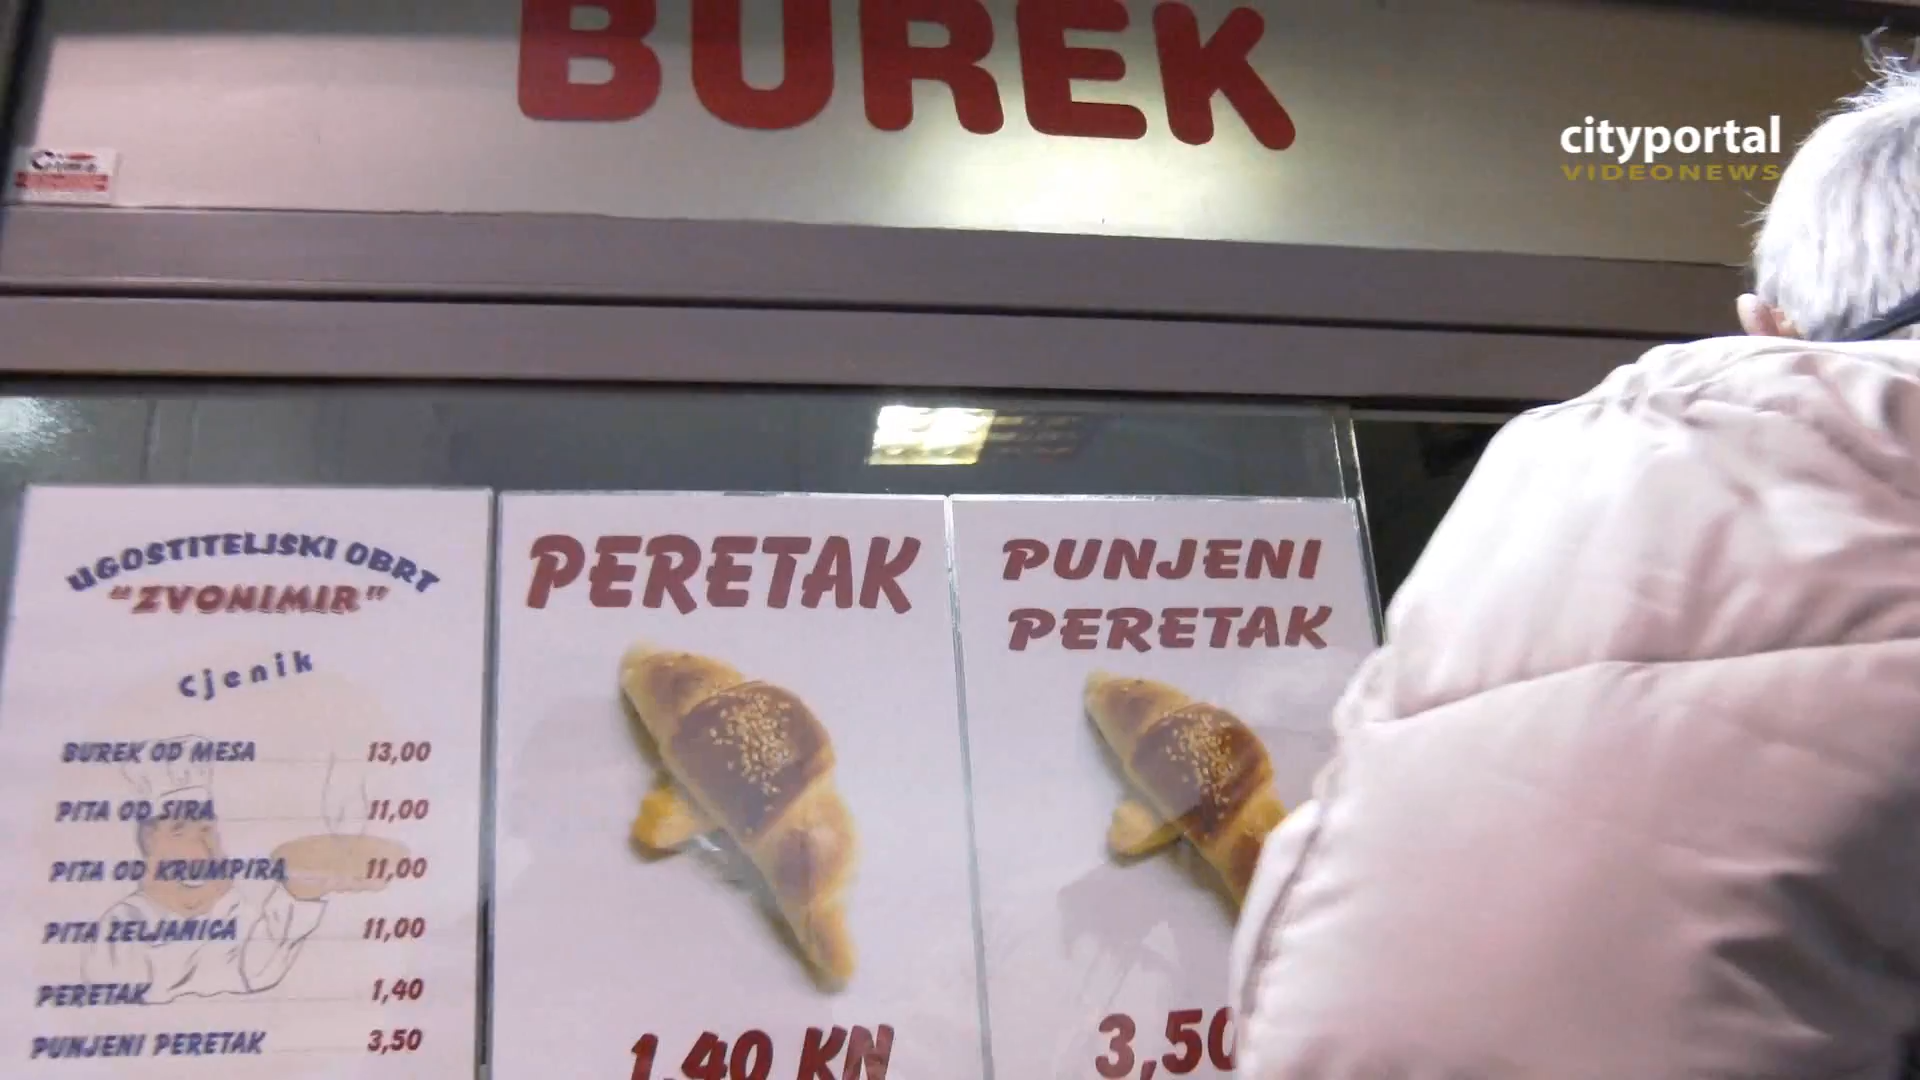 BUREK
cityportal
VIDEONEWS
UGOSTITELJSKI OBRT
"ZVONIMIR"
Cjenik
BUREK OD MESA 13,00
PITA OD SIRA 11,00
PITA OD KRUMPIRA 11,00
PITA ZELJANICA 11,00
PERETAK 1,40
PUNJENI PERETAK 3,50
PERETAK
1,40 KN
PUNJENI
PERETAK
3,50